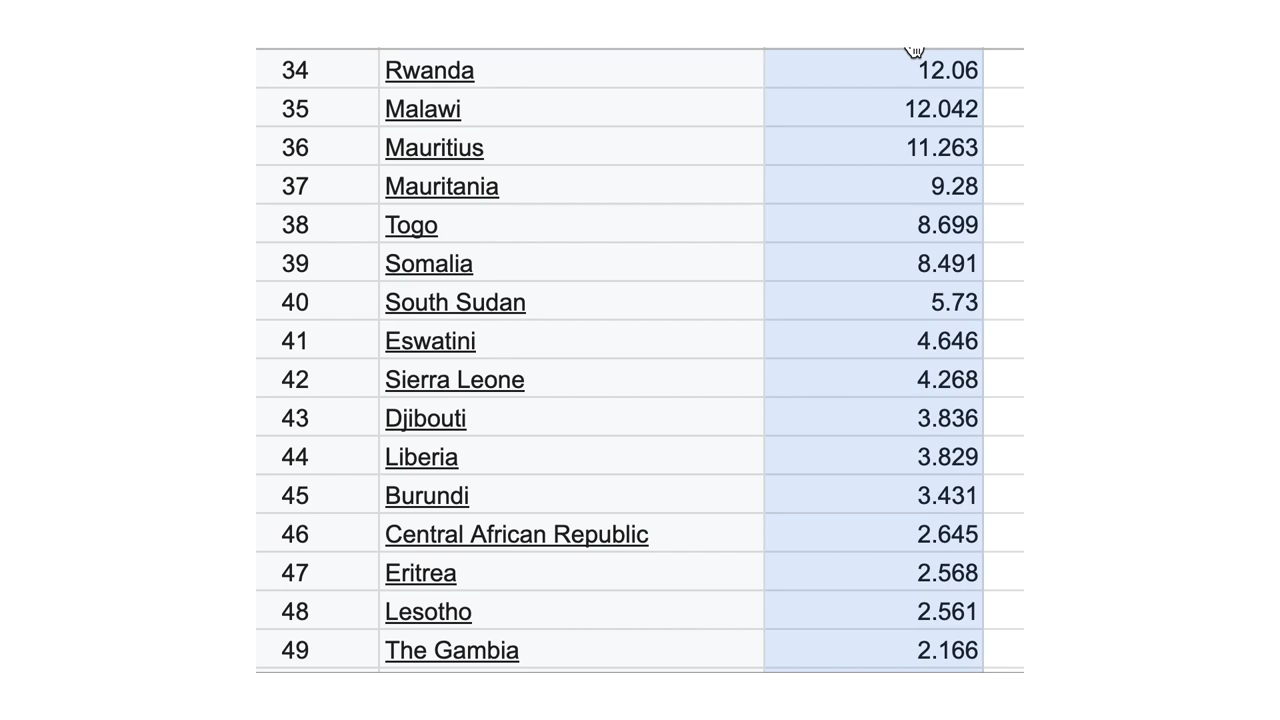 34 Rwanda 12.06
35 Malawi 12.042
36 Mauritius 11.263
37 Mauritania 9.28
38 Togo 8.699
39 Somalia 8.491
40 South Sudan 5.73
41 Eswatini 4.646
42 Sierra Leone 4.268
43 Djibouti 3.836
44 Liberia 3.829
45 Burundi 3.431
46 Central African Republic 2.645
47 Eritrea 2.568
48 Lesotho 2.561
49 The Gambia 2.166